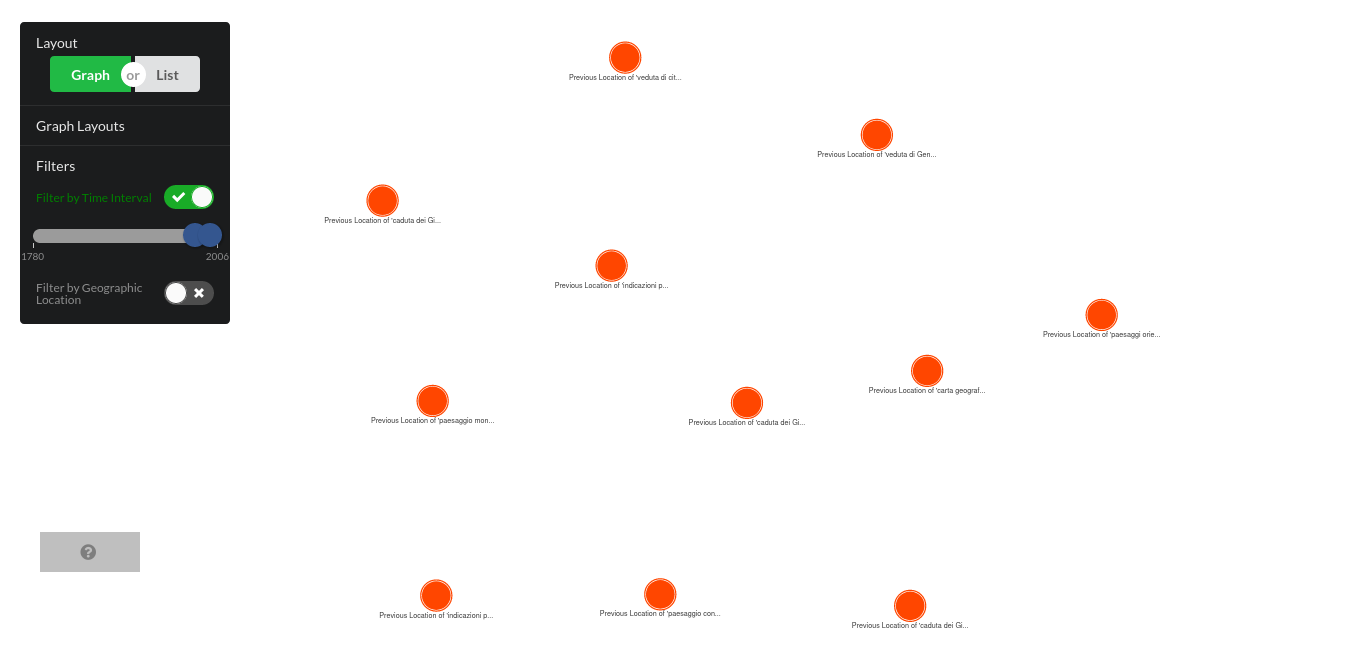 Layout
Graph or List
Graph Layouts
Filters
Filter by Time Interval
1780 2006
Filter by Geographic
Location
Previous Location of 'veduta di cit...
Previous Location of 'veduta di Gen...
Previous Location of 'caduta dei Gi...
Previous Location of 'indicazioni p...
Previous Location of 'paesaggi orie...
Previous Location of 'carta geograf...
Previous Location of 'paesaggio mon...
Previous Location of 'caduta dei Gi...
Previous Location of 'indicazioni p...
Previous Location of 'paesaggio con...
Previous Location of 'caduta dei Gi...